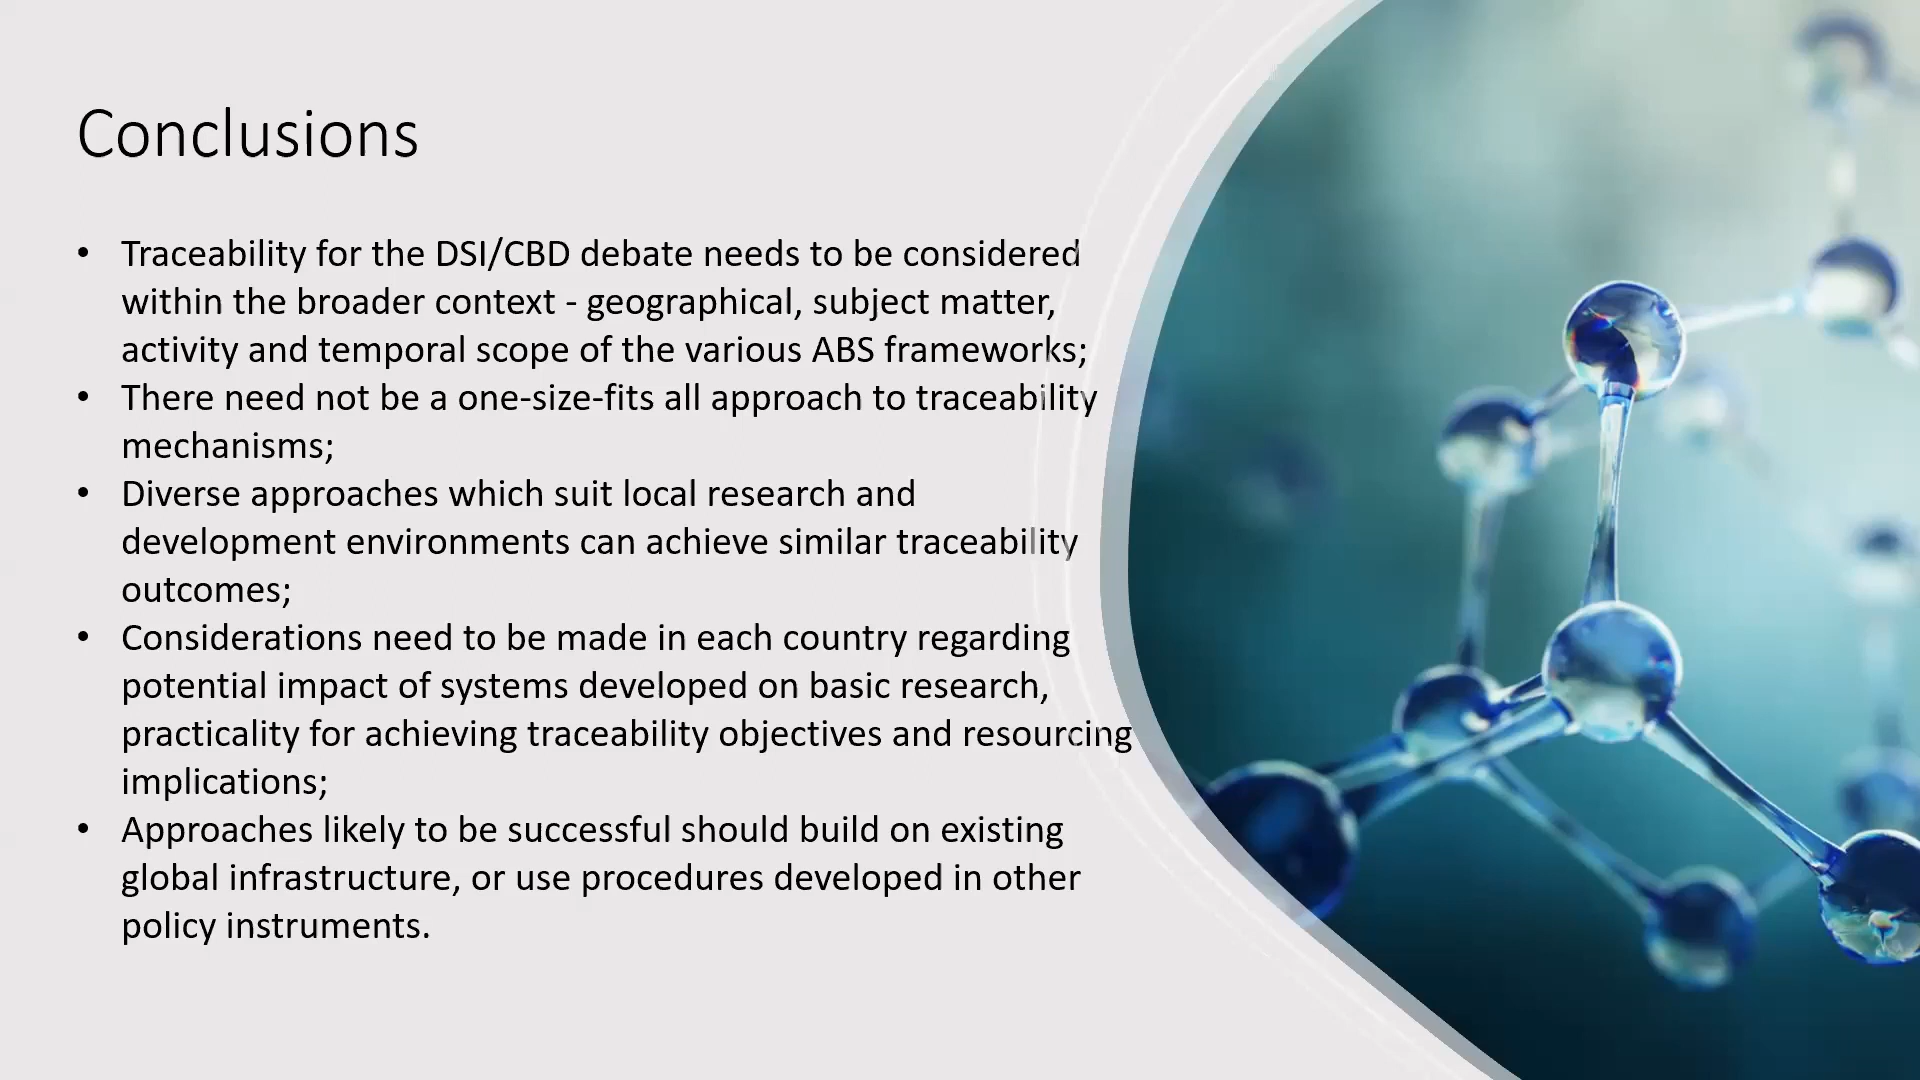 Conclusions
• Traceability for the DSI/CBD debate needs to be considered
within the broader context - geographical, subject matter,
activity and temporal scope of the various ABS frameworks;
• There need not be a one-size-fits all approach to traceability
mechanisms;
• Diverse approaches which suit local research and
development environments can achieve similar traceability
outcomes;
• Considerations need to be made in each country regarding
potential impact of systems developed on basic research,
practicality for achieving traceability objectives and resourcing
implications;
• Approaches likely to be successful should build on existing
global infrastructure, or use procedures developed in other
policy instruments.